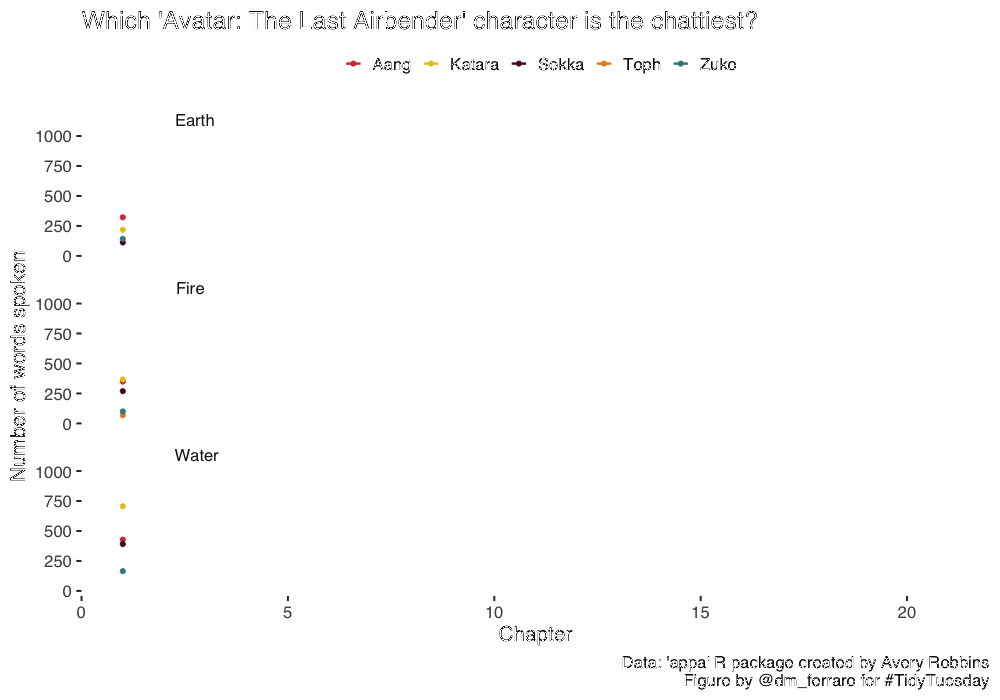 Which 'Avatar: The Last Airbender' character is the chattiest?
Aang Katara Sokka Toph Zuko
Earth
1000
750
500
250
0
Fire
1000
750
500
250
0
Water
1000
750
500
250
0
Number of words spoken
0 5 10 15 20
Chapter
Data: 'appa' R package created by Avery Robbins
Figure by @dm_ferraro for #TidyTuesday